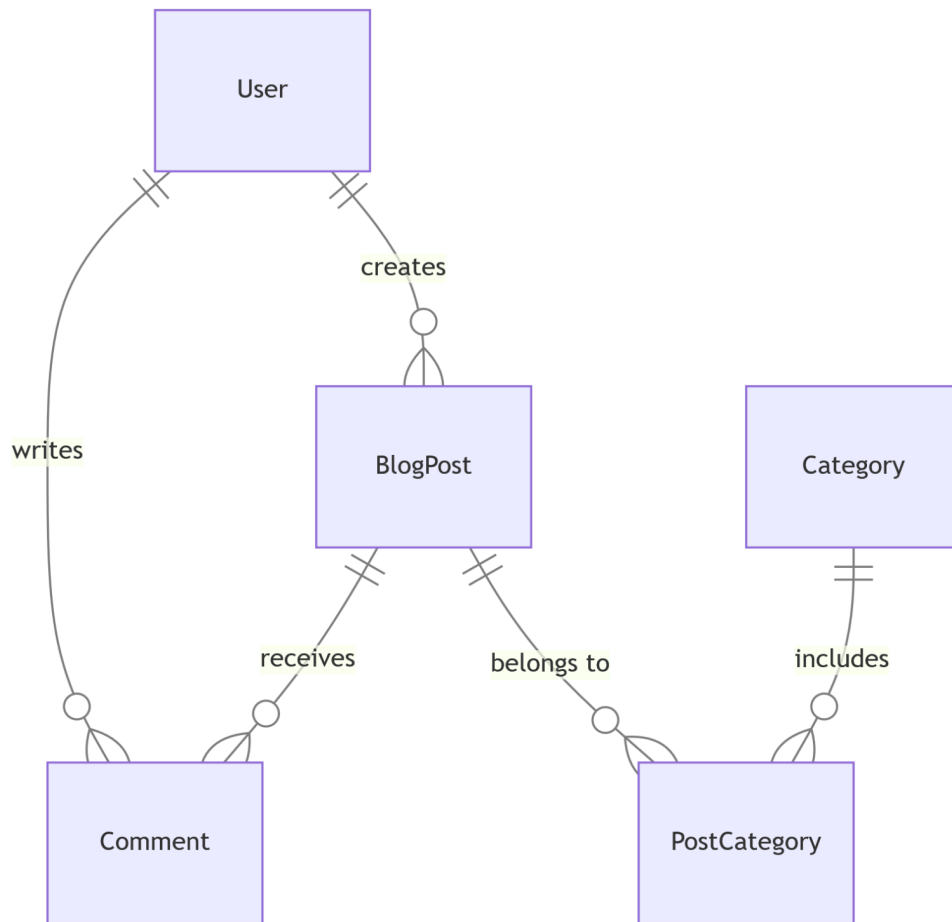 User
creates
writes
BlogPost
Category
receives
belongs to
includes
Comment
PostCategory